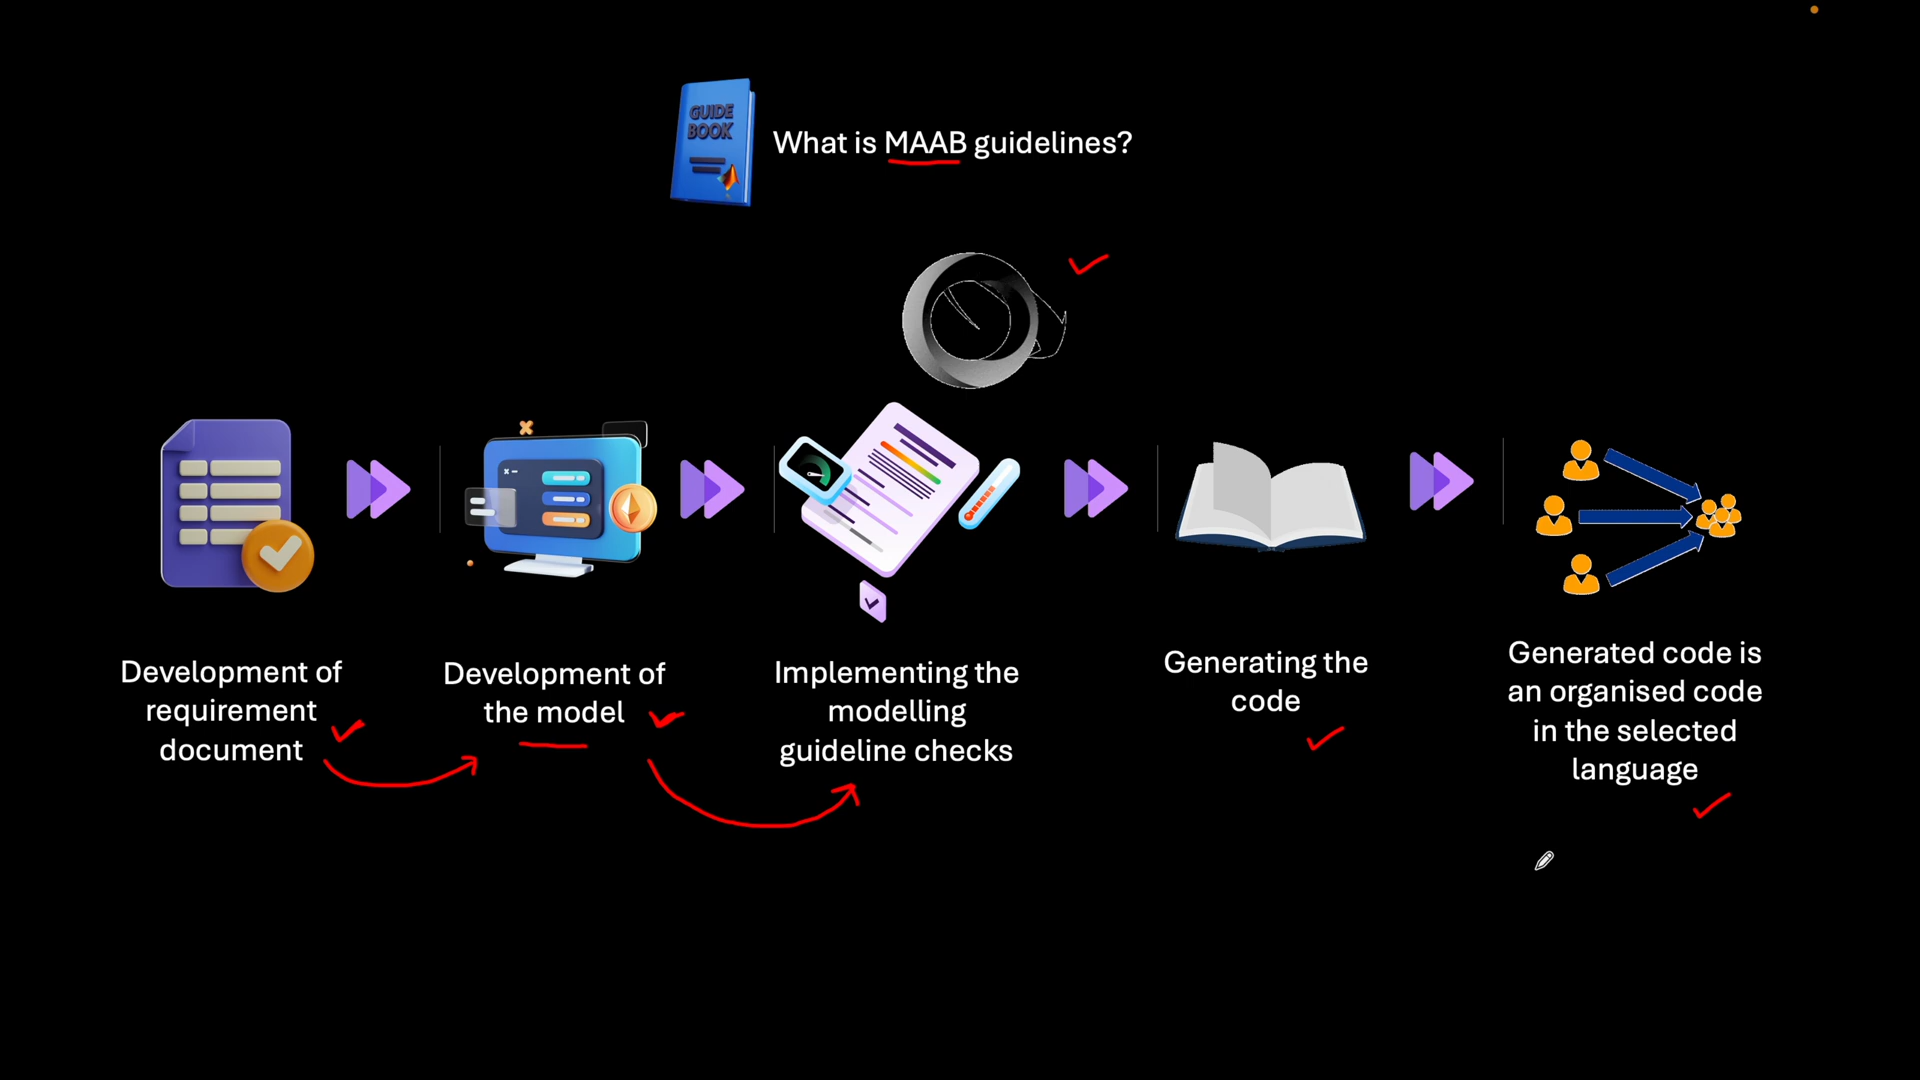 GUIDE
BOOK
What is MAAB guidelines?
Development of
requirement
document
Development of
the model
Implementing the
modelling
guideline checks
Generating the
code
Generated code is
an organised code
in the selected
language